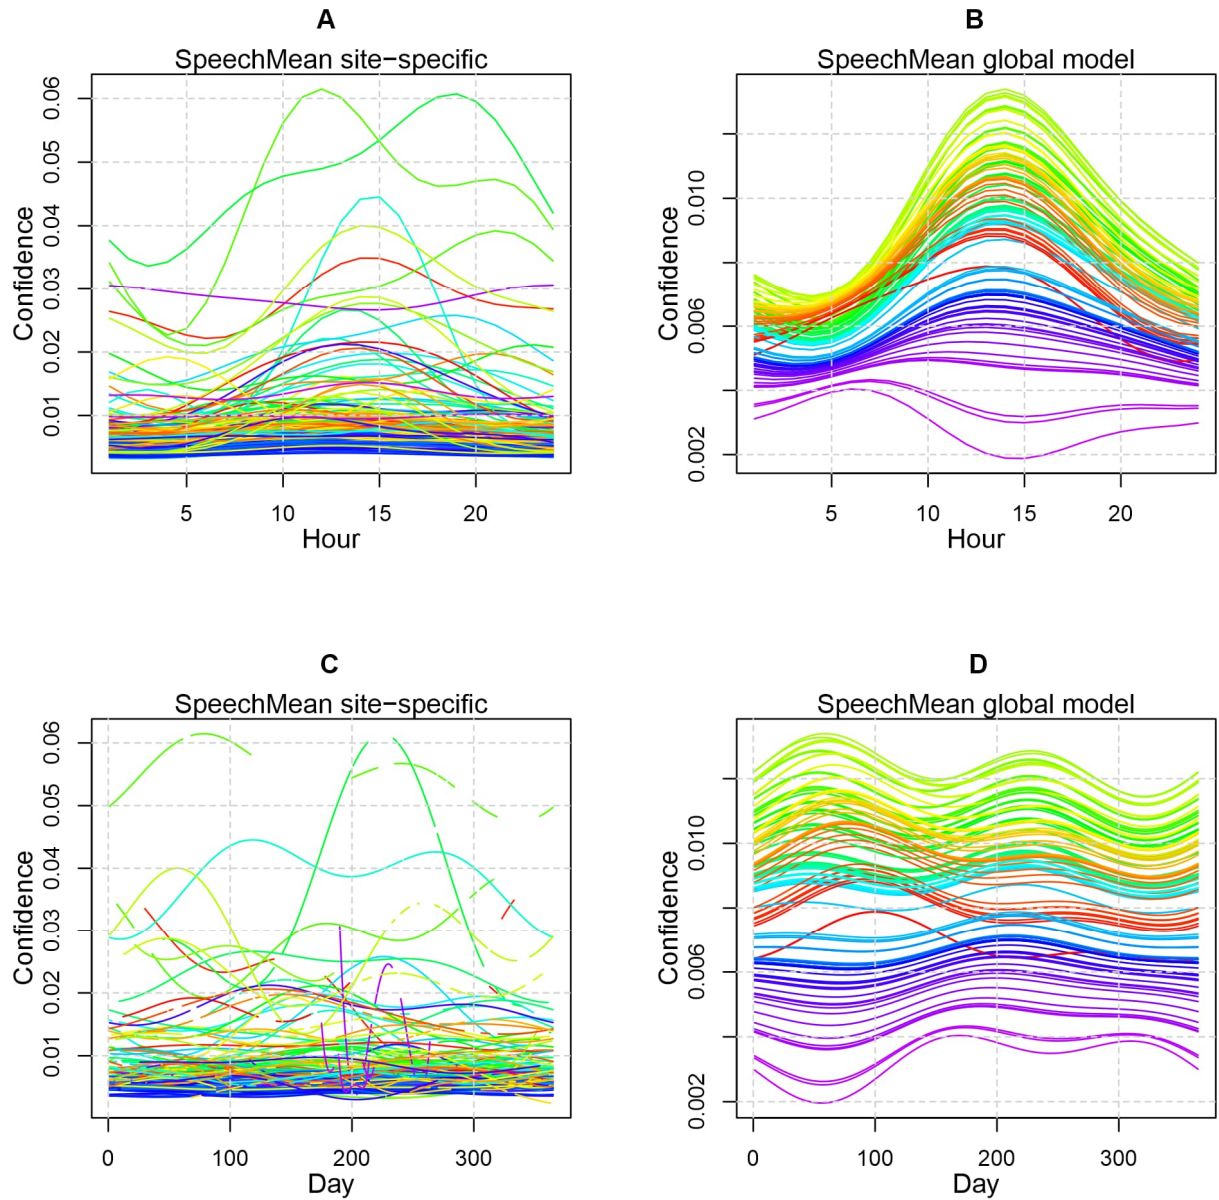 A
SpeechMean site−specific
Confidence
0.01 0.02 0.03 0.04 0.05 0.06
5 10 15 20
Hour
B
SpeechMean global model
Confidence
0.002 0.006 0.010
5 10 15 20
Hour
C
SpeechMean site−specific
Confidence
0.01 0.02 0.03 0.04 0.05 0.06
0 100 200 300
Day
D
SpeechMean global model
Confidence
0.002 0.006 0.010
0 100 200 300
Day